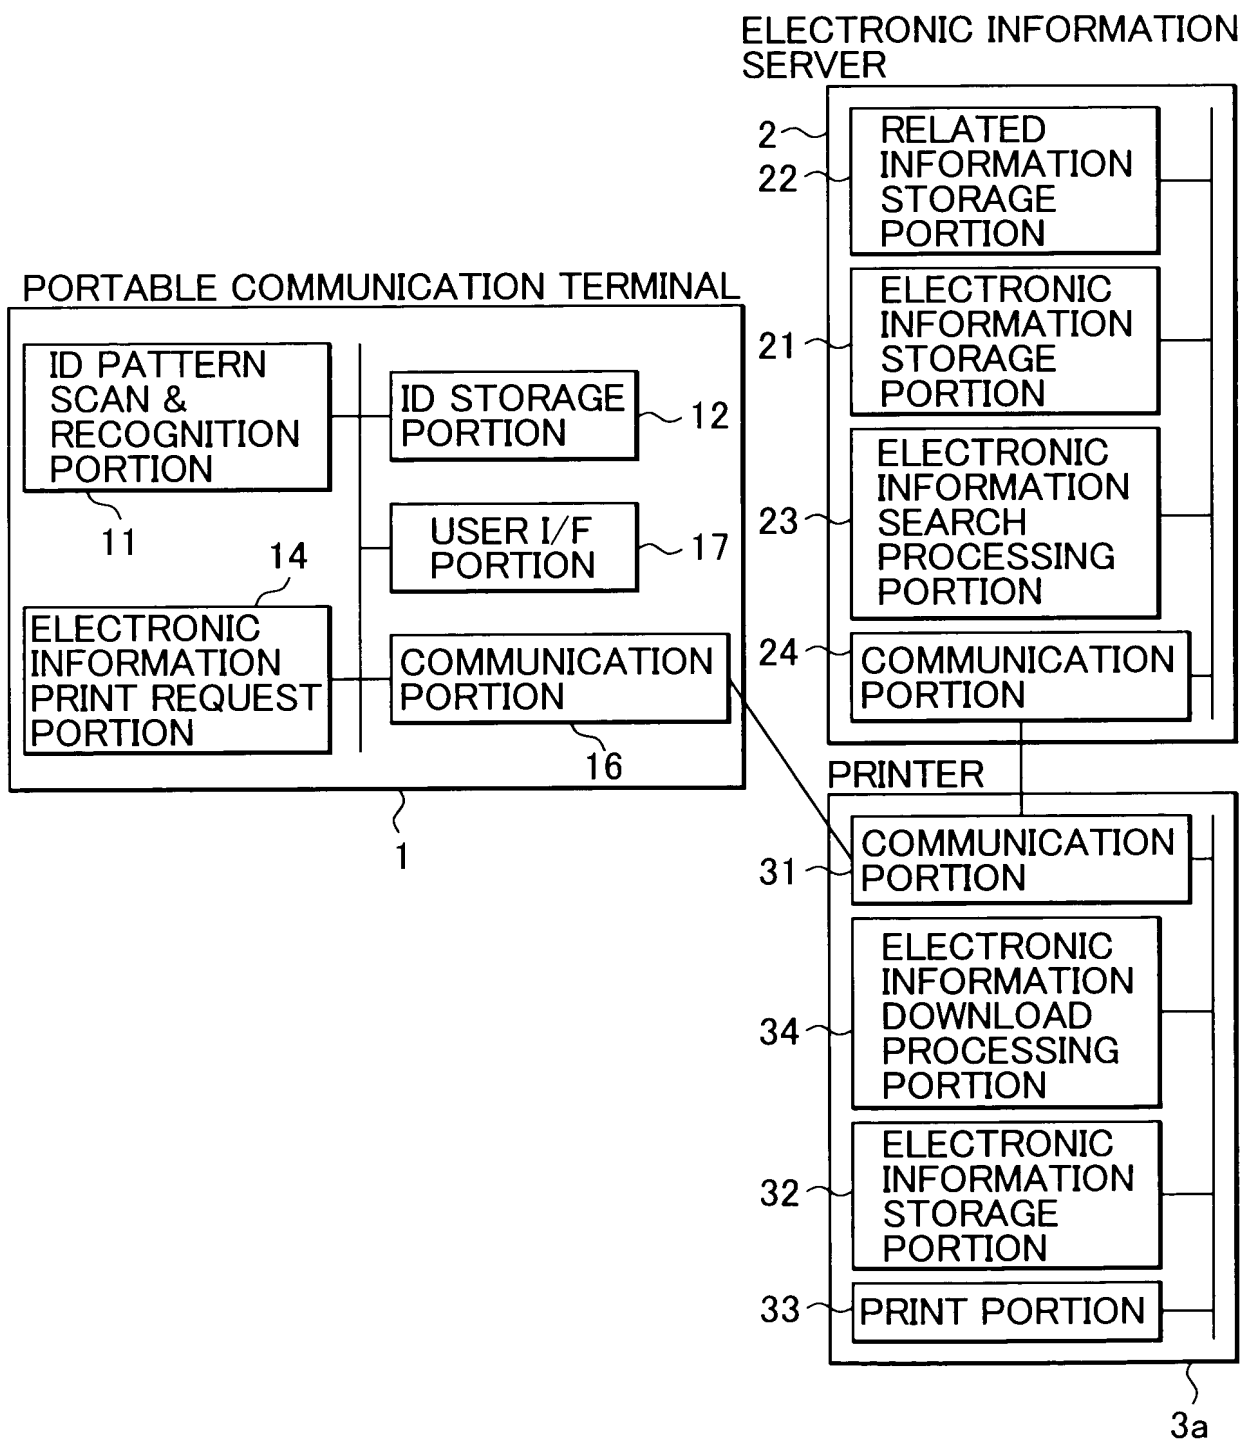 ELECTRONIC INFORMATION
SERVER
2
RELATED
INFORMATION
STORAGE
PORTION
22
ELECTRONIC
INFORMATION
STORAGE
PORTION
21
ELECTRONIC
INFORMATION
SEARCH
PROCESSING
PORTION
23
24
COMMUNICATION
PORTION
PORTABLE COMMUNICATION TERMINAL
ID PATTERN
SCAN &
RECOGNITION
PORTION
11
ID STORAGE
PORTION
12
USER I/F
PORTION
17
14
ELECTRONIC
INFORMATION
PRINT REQUEST
PORTION
COMMUNICATION
PORTION
16
1
PRINTER
COMMUNICATION
PORTION
31
ELECTRONIC
INFORMATION
DOWNLOAD
PROCESSING
PORTION
34
ELECTRONIC
INFORMATION
STORAGE
PORTION
32
33
PRINT PORTION
3a